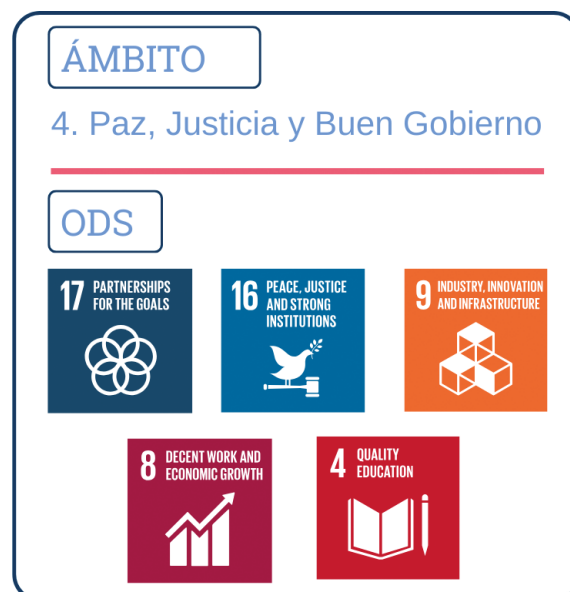 ÁMBITO
4. Paz, Justicia y Buen Gobierno
ODS
17 PARTNERSHIPS
FOR THE GOALS
16 PEACE, JUSTICE
AND STRONG
INSTITUTIONS
9 INDUSTRY, INNOVATION
AND INFRASTRUCTURE
8 DECENT WORK AND
ECONOMIC GROWTH
4 QUALITY
EDUCATION